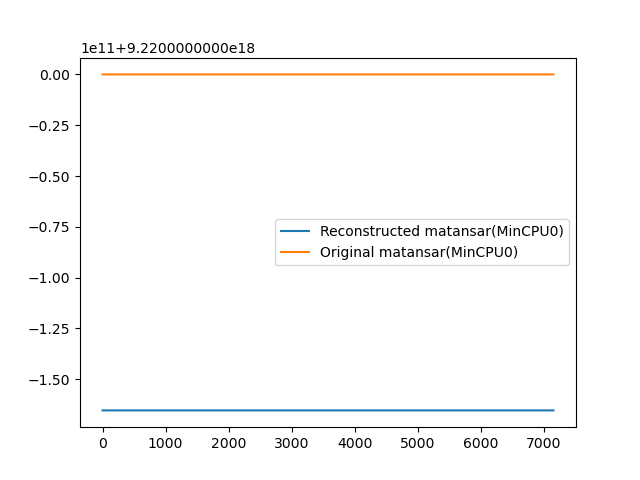 1e11+9.2200000000e18
0.00
−0.25
−0.50
−0.75
−1.00
−1.25
−1.50
Reconstructed matansar(MinCPU0)
Original matansar(MinCPU0)
0 1000 2000 3000 4000 5000 6000 7000